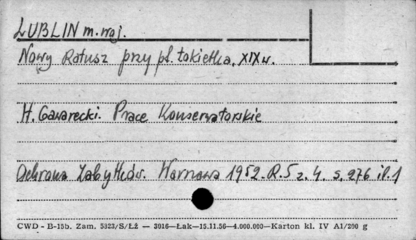 LUBLIN m. woj.
Nowy Ratusz przy pl. Łokietka, XIX w.
H. Gawarecki. Prace Konserwatorskie
Ochrona Zabytków. Warszawa 1952. R. 5 z. 4. s. 276 il. 1
CWD - B-15b. Zam. 5323/S/ŁŻ — 3016—Łak—15.11.56—4.000.000—Karton kl. IV A1/200 g